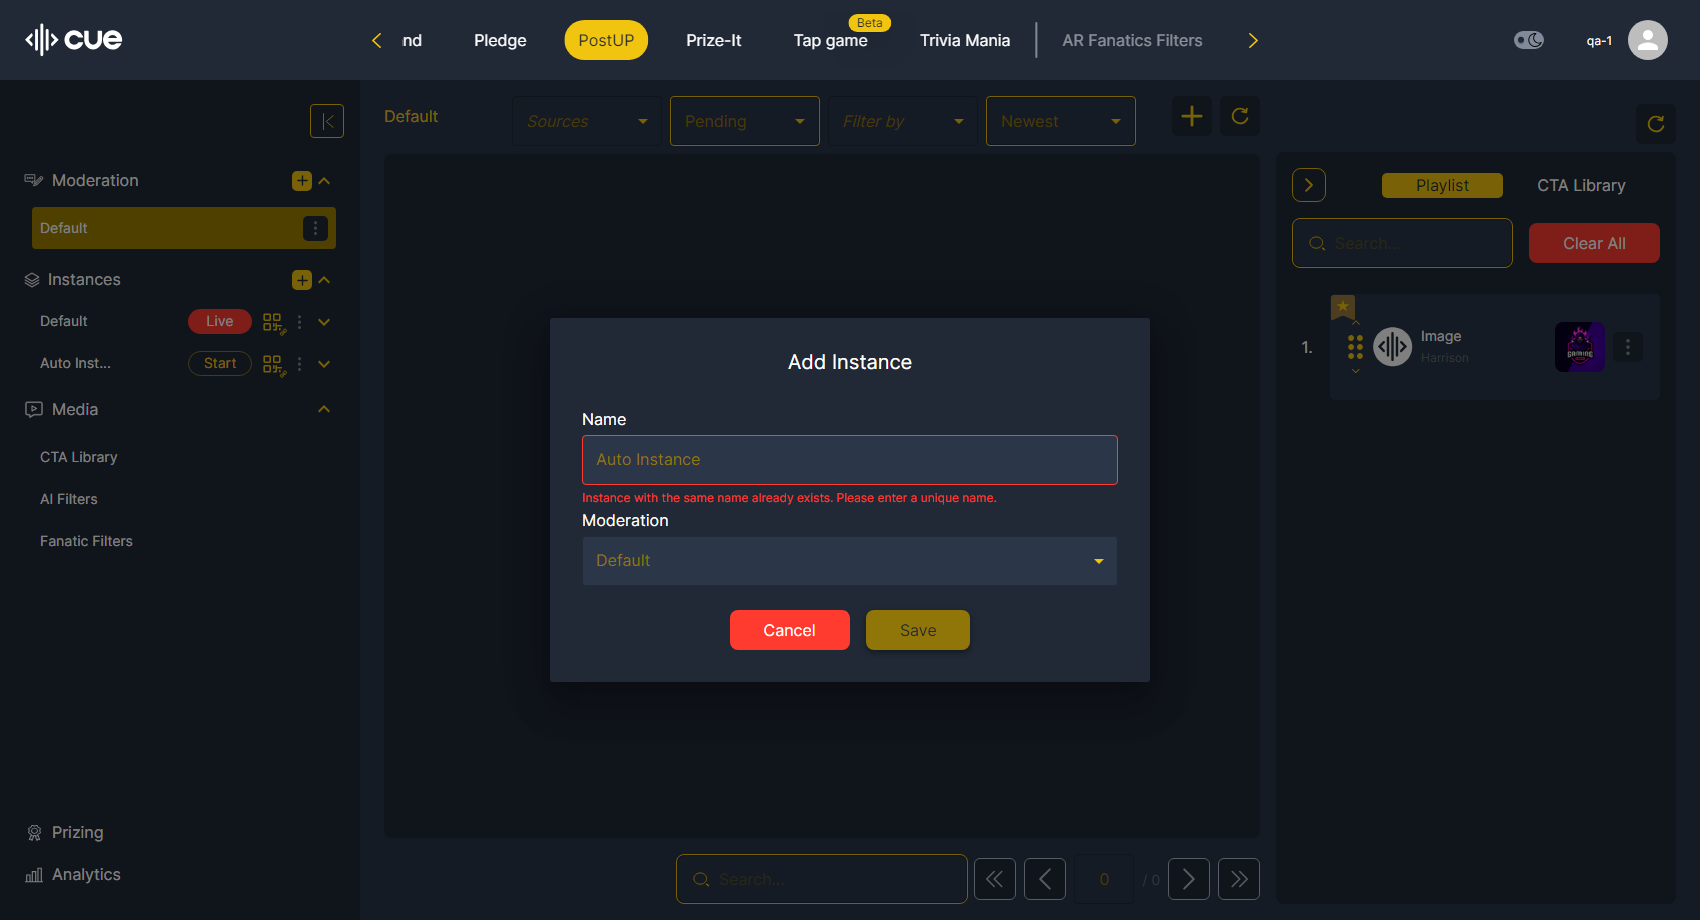 cue
nd
Pledge
PostUP
Prize-It
Tap game
Beta
Trivia Mania
AR Fanatics Filters
qa-1
Default
Sources
Pending
Filter by
Newest
Moderation
Default
Instances
Default
Live
Auto Inst...
Start
Media
CTA Library
AI Filters
Fanatic Filters
Prizing
Analytics
Playlist
CTA Library
Search...
Clear All
1.
Image
Harrison
GAMING
Add Instance
Name
Auto Instance
Instance with the same name already exists. Please enter a unique name.
Moderation
Default
Cancel
Save
Search...
0
/ 0